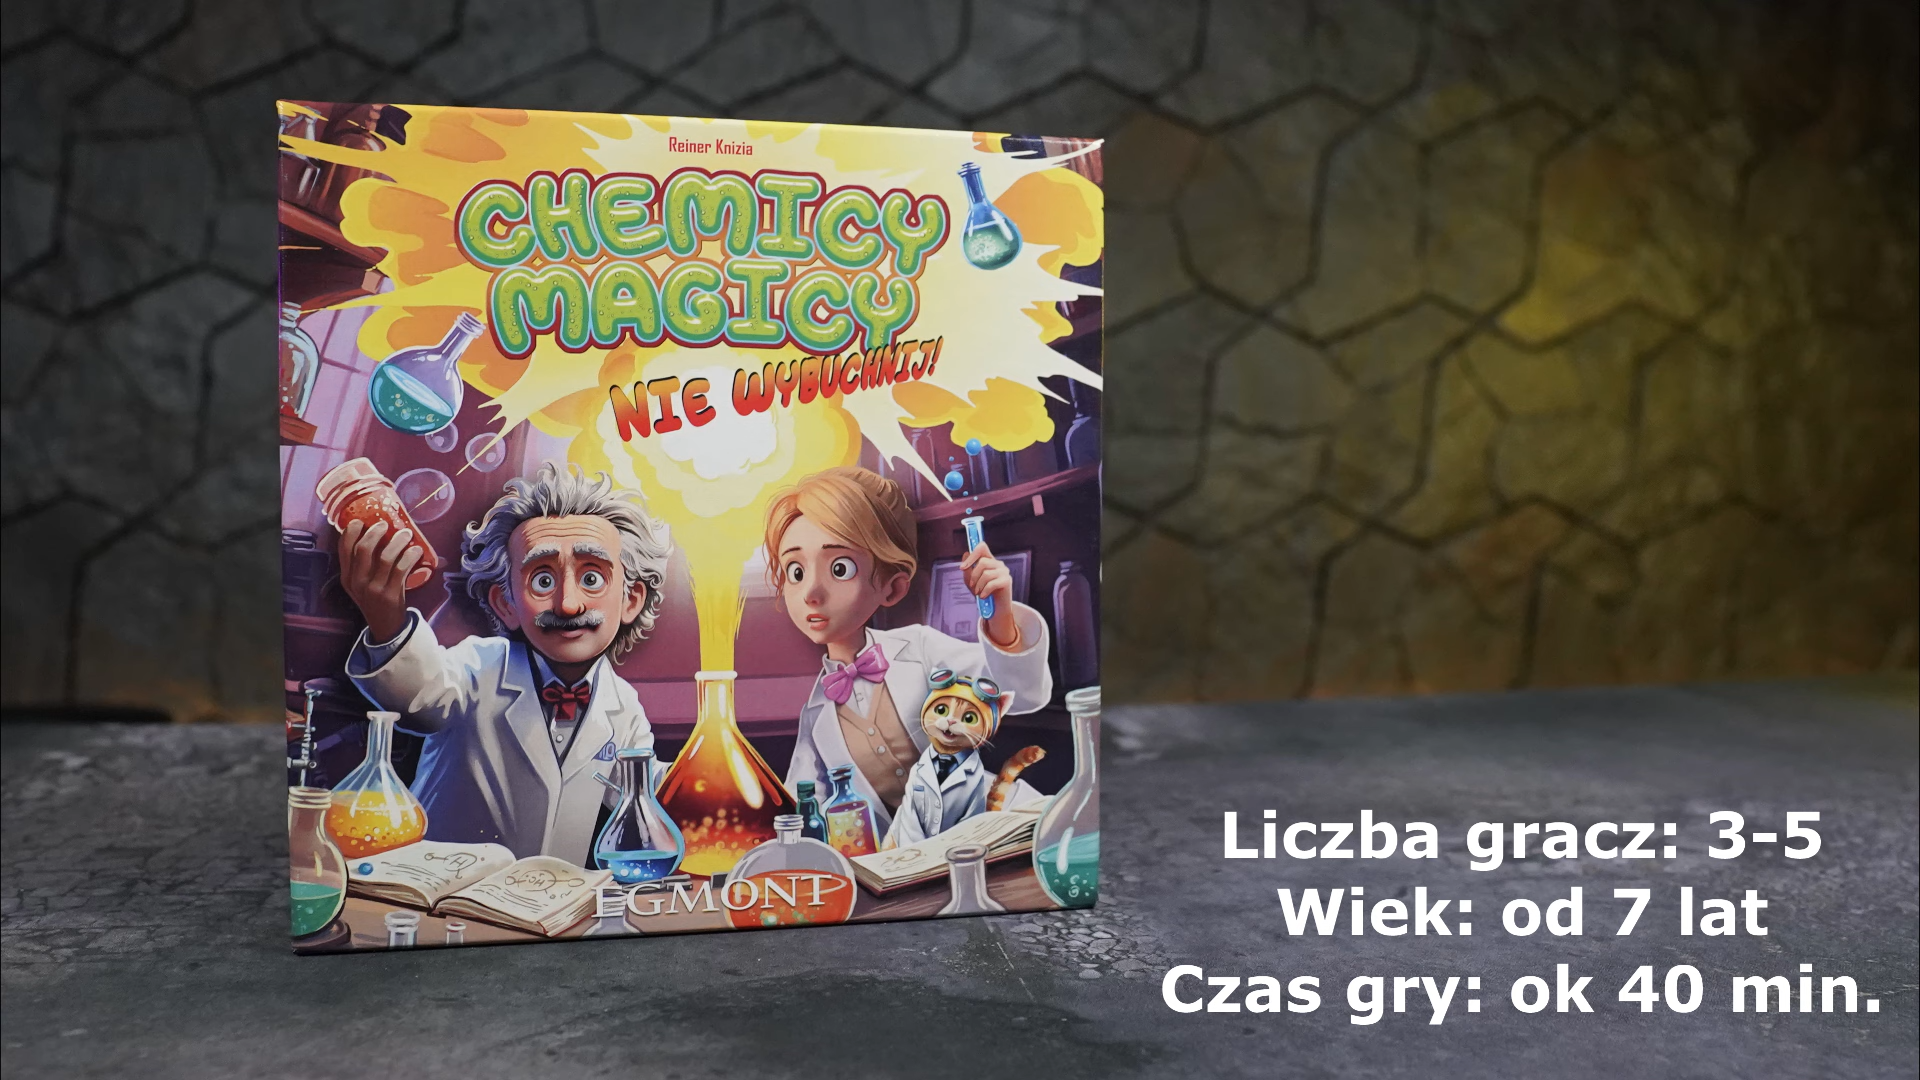 Reiner Knizia
CHEMICY
MAGICY
NIE WYBUCHNIJ!
EGMONT
Liczba gracz: 3-5
Wiek: od 7 lat
Czas gry: ok 40 min.